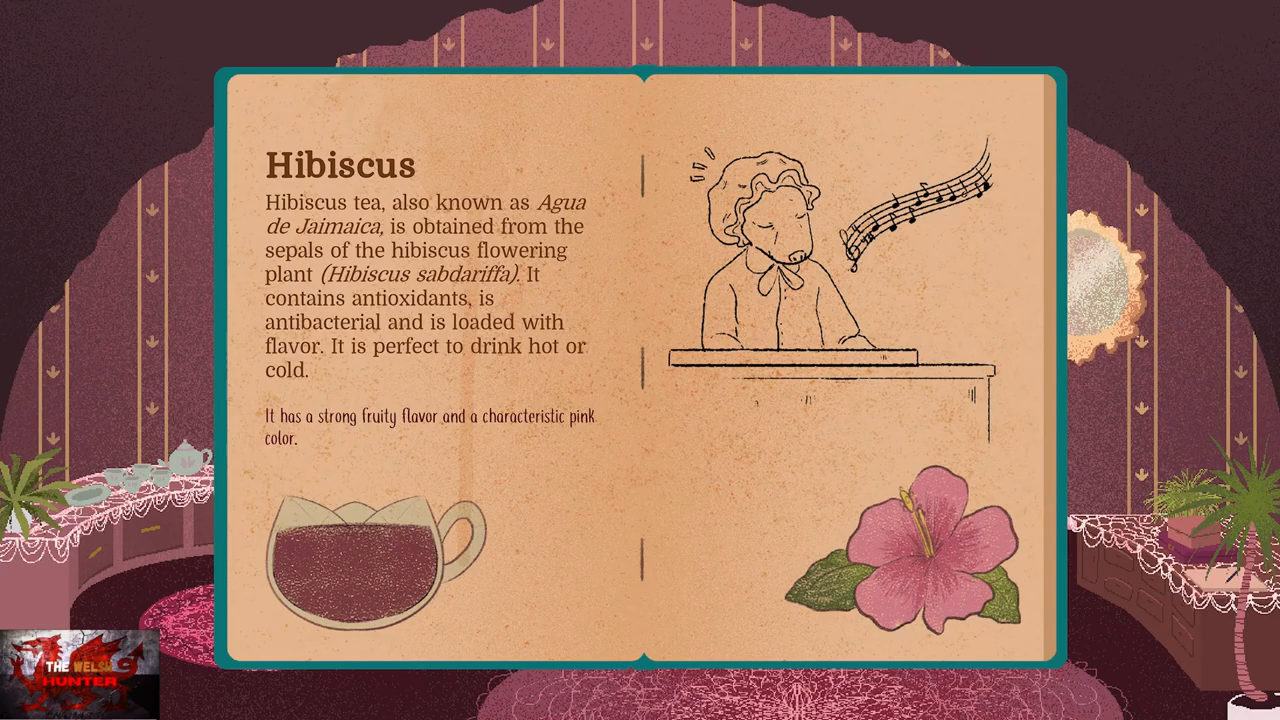 Hibiscus
Hibiscus tea, also known as Agua
de Jaimaica, is obtained from the
sepals of the hibiscus flowering
plant (Hibiscus sabdariffa). It
contains antioxidants, is
antibacterial and is loaded with
flavor. It is perfect to drink hot or
cold.
It has a strong fruity flavor and a characteristic pink
color.
THE WELSH
HUNTER